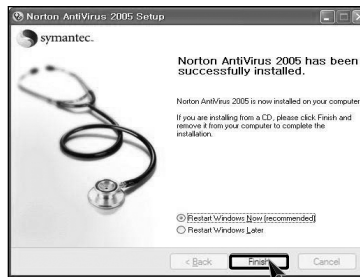 Norton AntiVirus 2005 Setup
symantec.
Norton AntiVirus 2005 has been
successfully installed.
Norton AntiVirus 2005 is now installed on your computer
If you are installing from a CD, please click Finish and
remove it from your computer to complete the
installation.
Restart Windows Now (recommended)
Restart Windows Later
< Back Finish Cancel